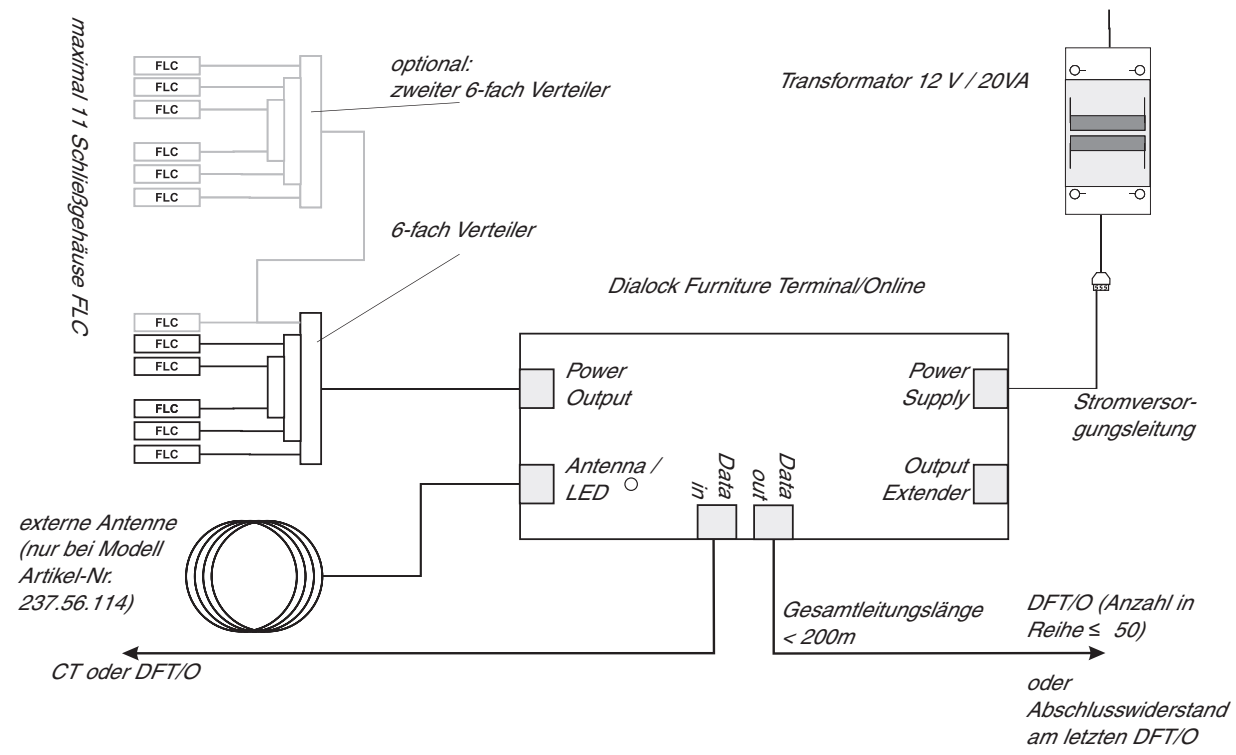 maximal 11 Schließgehäuse FLC
FLC
FLC
FLC
FLC
FLC
FLC
optional:
zweiter 6-fach Verteiler
Transformator 12 V / 20VA
6-fach Verteiler
Dialock Furniture Terminal/Online
FLC
FLC
FLC
FLC
FLC
FLC
Power
Output
Power
Supply
Stromversor-
gungsleitung
Antenna /
LED
Data
in
Data
out
Output
Extender
externe Antenne
(nur bei Modell
Artikel-Nr.
237.56.114)
Gesamtleitungslänge
< 200m
DFT/O (Anzahl in
Reihe ≤ 50)
CT oder DFT/O
oder
Abschlusswiderstand
am letzten DFT/O